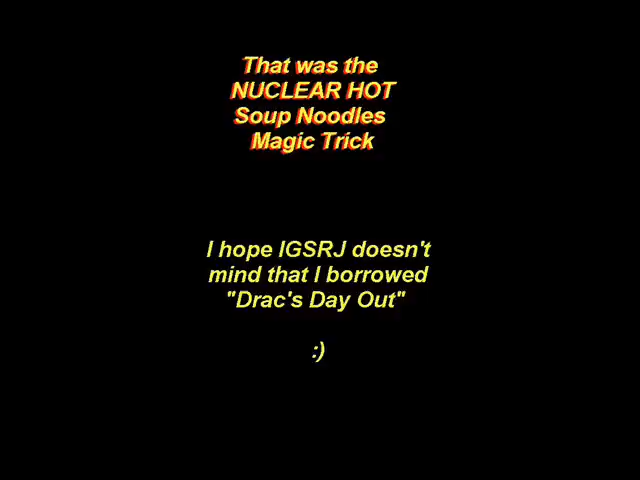 That was the
NUCLEAR HOT
Soup Noodles
Magic Trick
I hope IGSRJ doesn't
mind that I borrowed
"Drac's Day Out"
:)